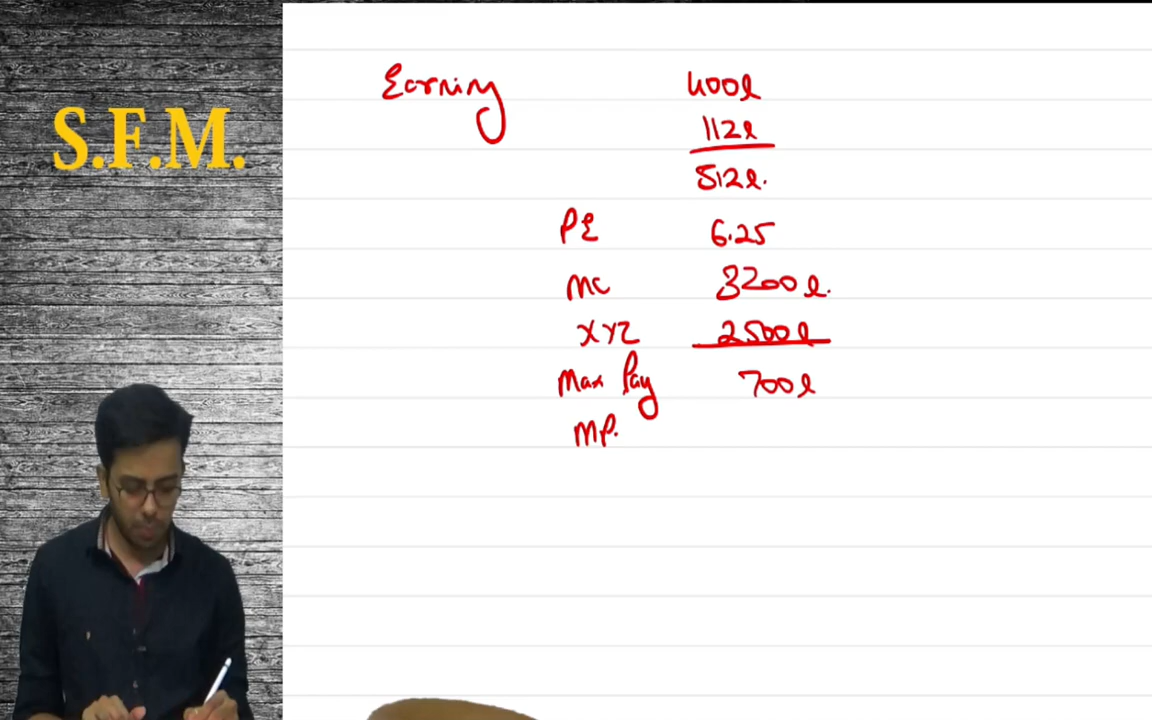 S.F.M.
Earning 400l
112l
512l.
PE 6.25
MC 3200l.
XYZ 2500l
Max Pay 700l
MP.